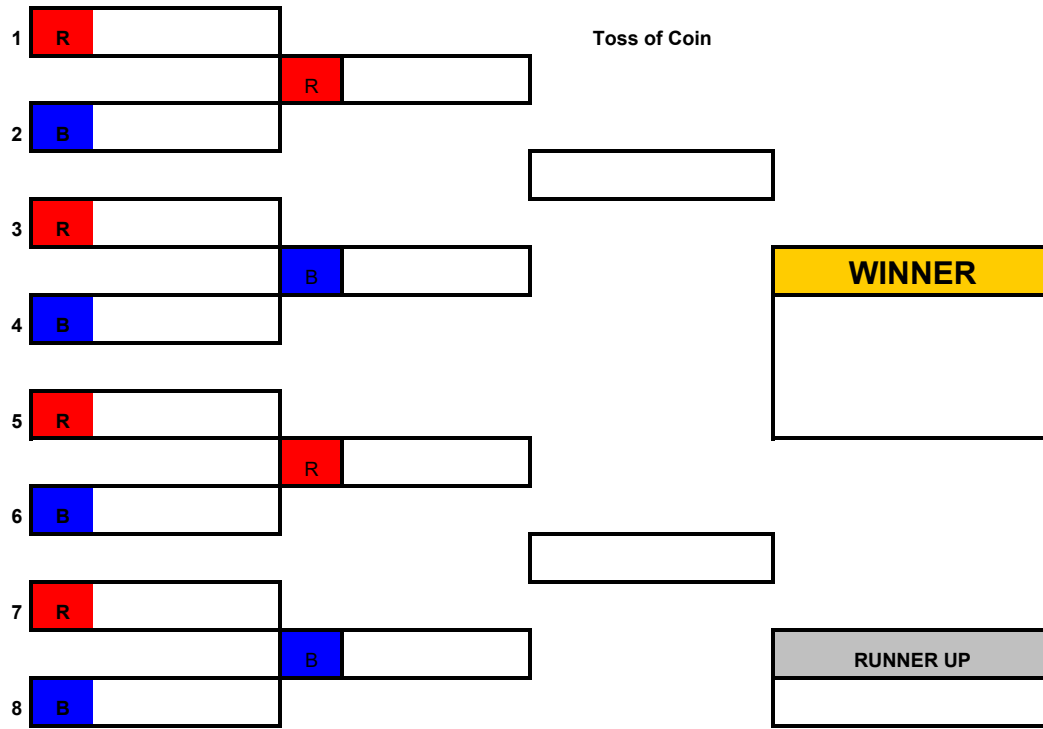 1 R
Toss of Coin
R
2 B
3 R
B
WINNER
4 B
5 R
R
6 B
7 R
B
RUNNER UP
8 B